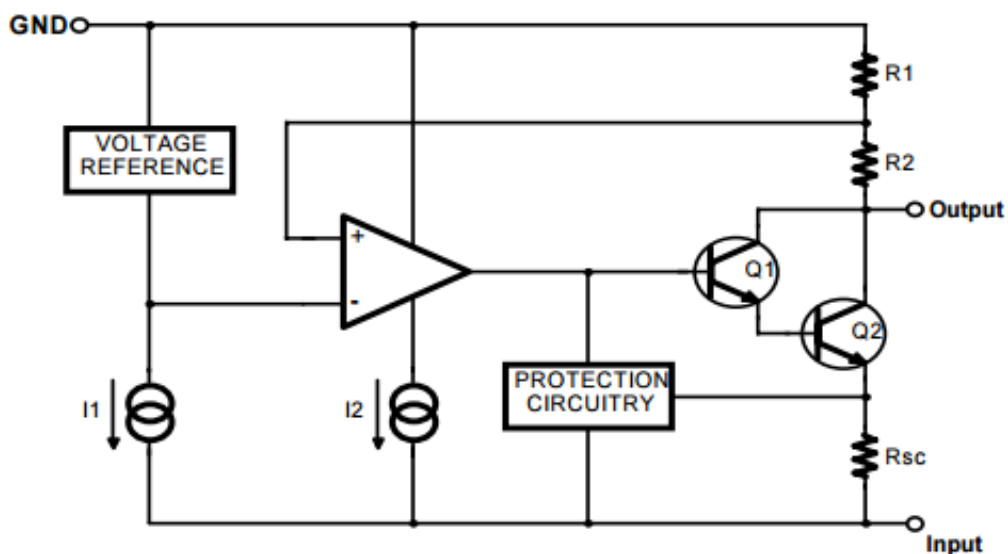 GND
R1
VOLTAGE
REFERENCE
R2
Output
+
-
Q1
Q2
I1
I2
PROTECTION
CIRCUITRY
Rsc
Input